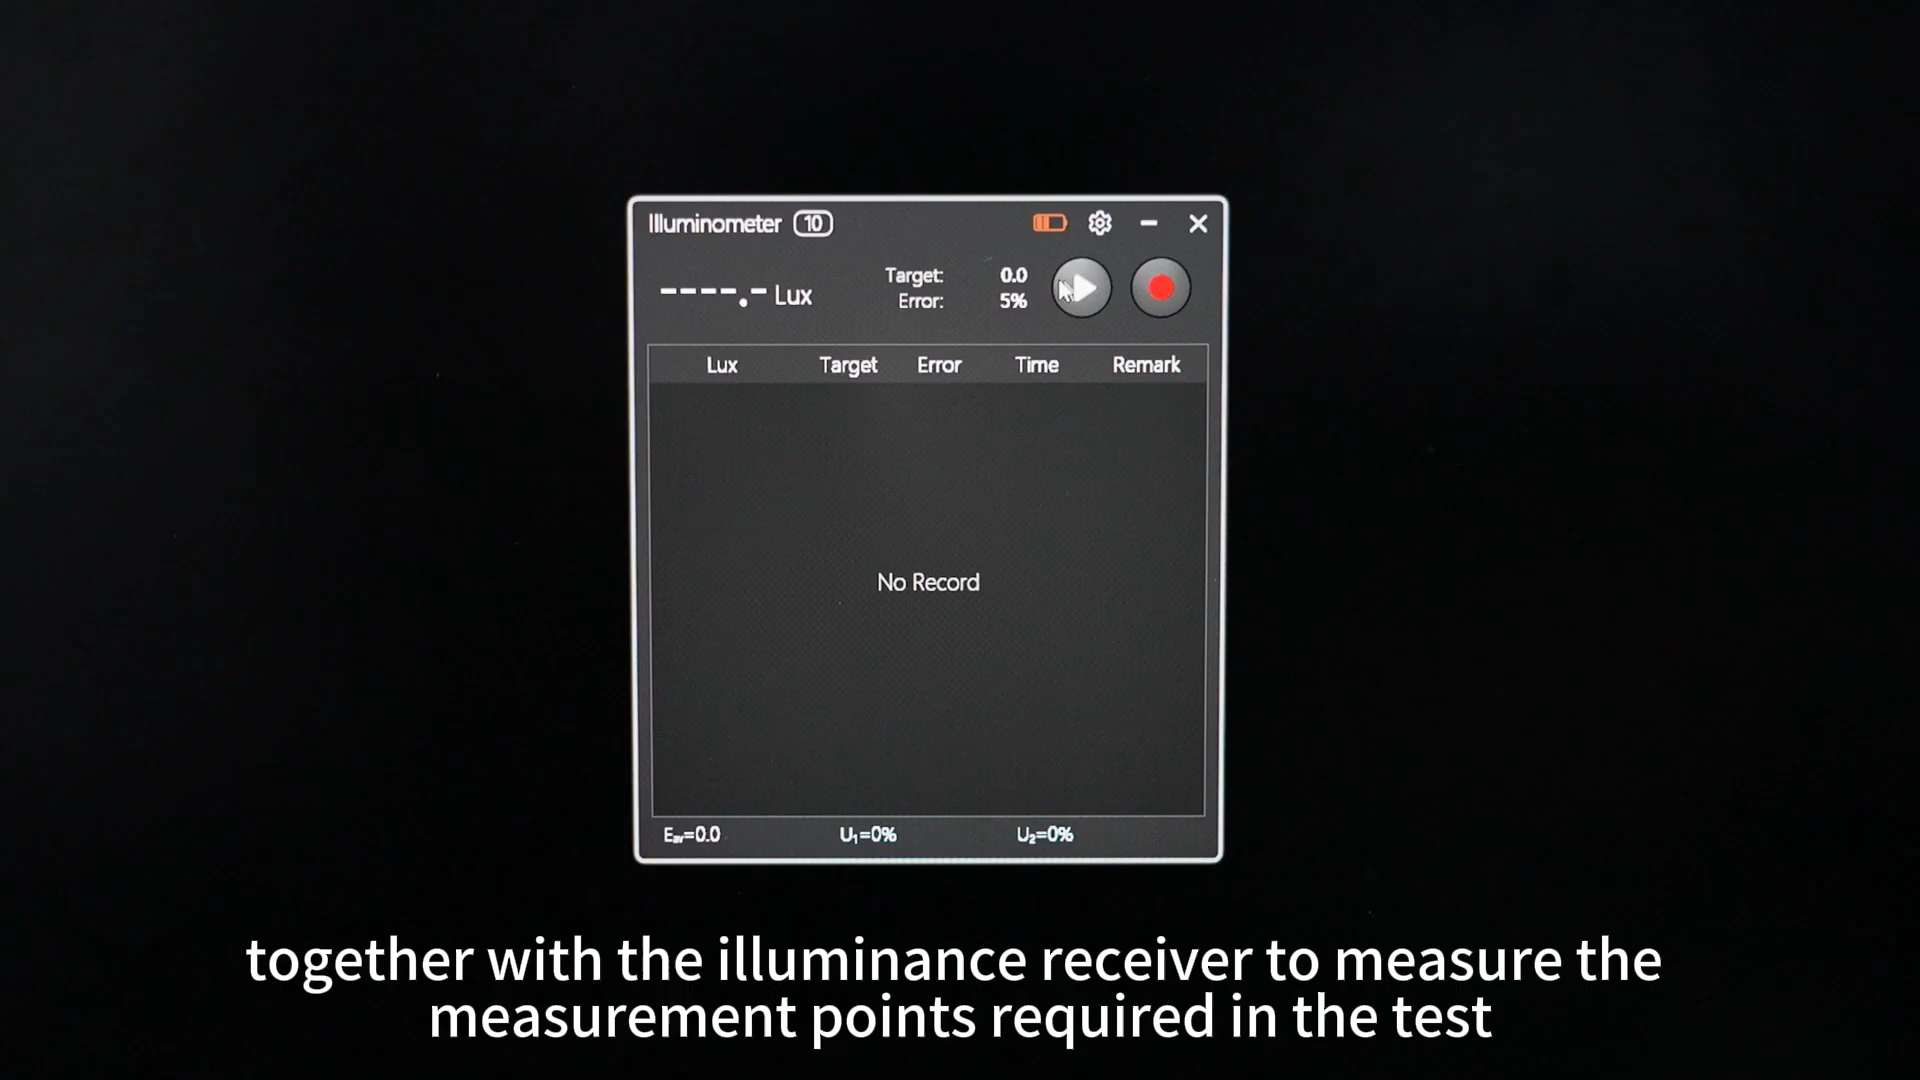 Illuminometer 10
----.- Lux
Target: 0.0
Error: 5%
Lux Target Error Time Remark
No Record
Eav=0.0 U₁=0% U₂=0%
together with the illuminance receiver to measure the
measurement points required in the test